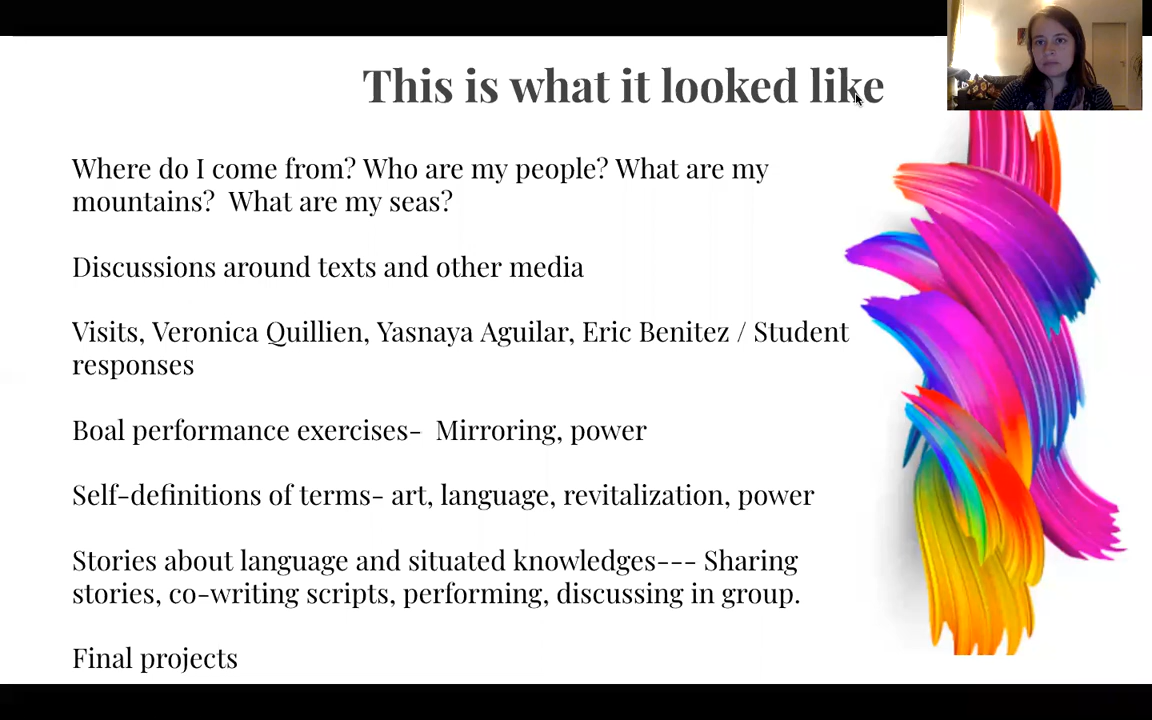 This is what it looked like
Where do I come from? Who are my people? What are my
mountains?  What are my seas?
Discussions around texts and other media
Visits, Veronica Quillien, Yasnaya Aguilar, Eric Benitez / Student
responses
Boal performance exercises-  Mirroring, power
Self-definitions of terms- art, language, revitalization, power
Stories about language and situated knowledges--- Sharing
stories, co-writing scripts, performing, discussing in group.
Final projects